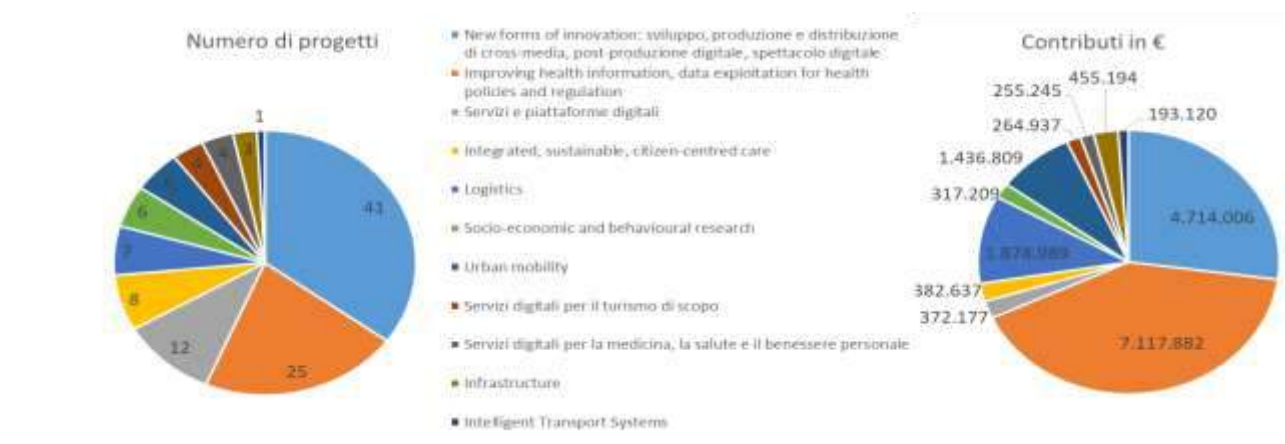 Numero di progetti
1
3
4
4
5
6
7
8
12
25
41
New forms of innovation: sviluppo, produzione e distribuzione
di cross-media, post-produzione digitale, spettacolo digitale
Improving health information, data exploitation for health
policies and regulation
Servizi e piattaforme digitali
Integrated, sustainable, citizen-centred care
Logistics
Socio-economic and behavioural research
Urban mobility
Servizi digitali per il turismo di scopo
Servizi digitali per la medicina, la salute e il benessere personale
Infrastructure
Intelligent Transport Systems
Contributi in €
455.194
255.245
193.120
264.937
1.436.809
317.209
4.714.006
382.637
372.177
7.117.882